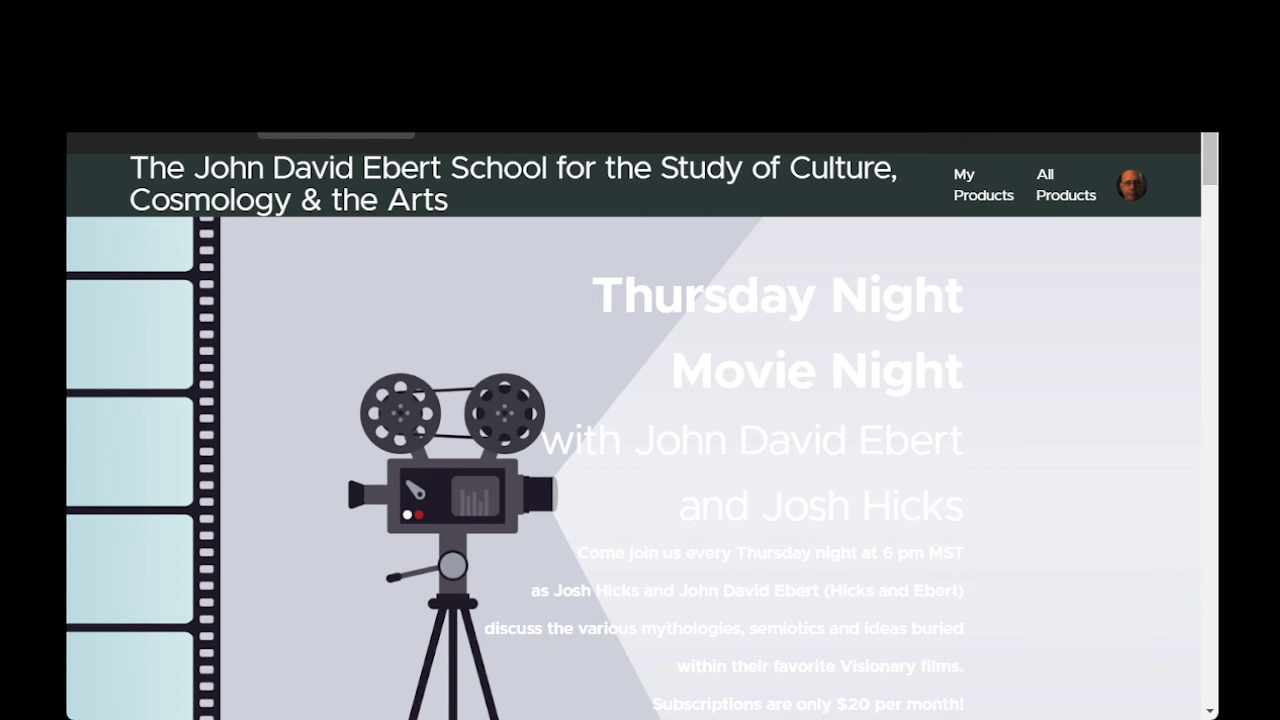 The John David Ebert School for the Study of Culture,
Cosmology & the Arts
My
Products
All
Products
Thursday Night
Movie Night
with John David Ebert
and Josh Hicks
Come join us every Thursday night at 6 pm MST
as Josh Hicks and John David Ebert (Hicks and Ebert)
discuss the various mythologies, semiotics and ideas buried
within their favorite Visionary films.
Subscriptions are only $20 per month!